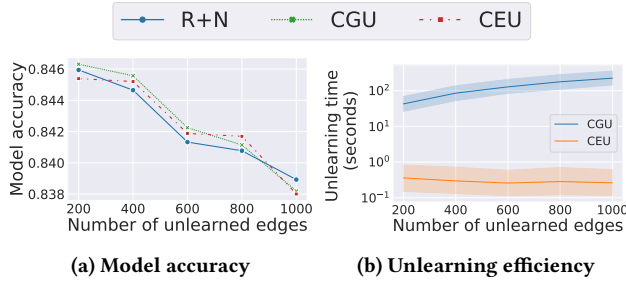 R+N CGU CEU
Model accuracy
0.846
0.844
0.842
0.840
0.838
200 400 600 800 1000
Number of unlearned edges
(a) Model accuracy
Unlearning time
(seconds)
10²
10¹
10⁰
10⁻¹
CGU
CEU
200 400 600 800 1000
Number of unlearned edges
(b) Unlearning efficiency